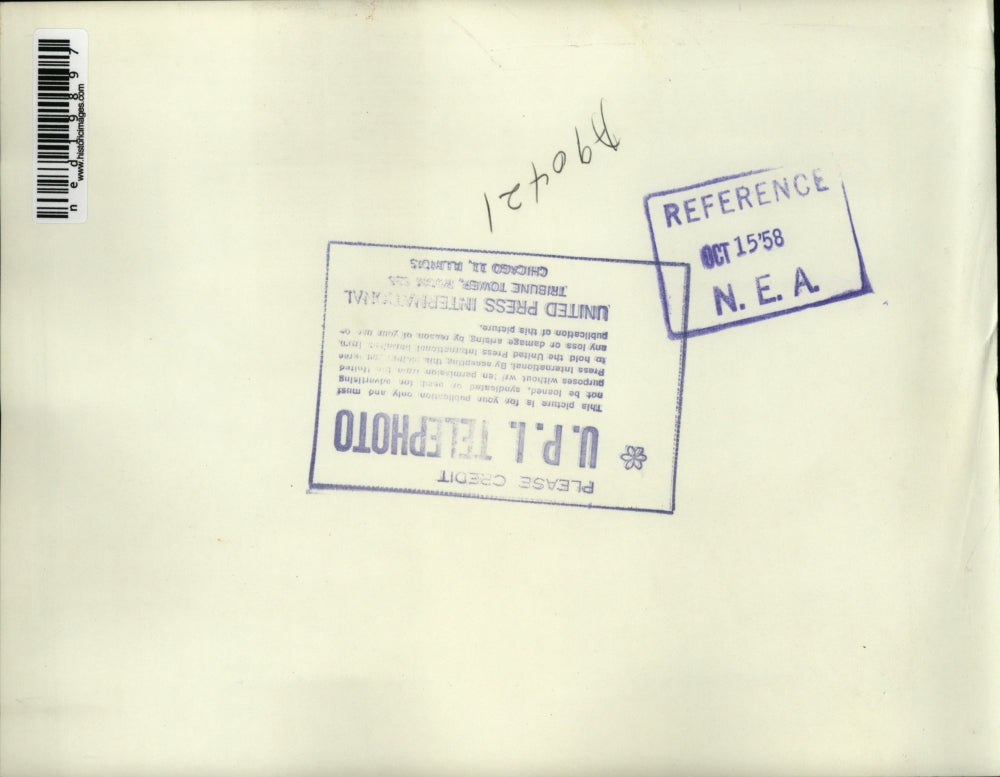 ned19897
www.historicimages.com
A90421
REFERENCE
OCT 15'58
N. E. A.
PLEASE CREDIT
U. P. I. TELEPHOTO
This picture is for your publication only and must
not be loaned, syndicated or used for advertising
purposes without written permission from the United
Press International. By accepting this picture you agree
to hold the United Press International harmless from
any loss or damage arising by reason of your use or
publication of this picture.
UNITED PRESS INTERNATIONAL
TRIBUNE TOWER, ROOM
CHICAGO 11, ILLINOIS